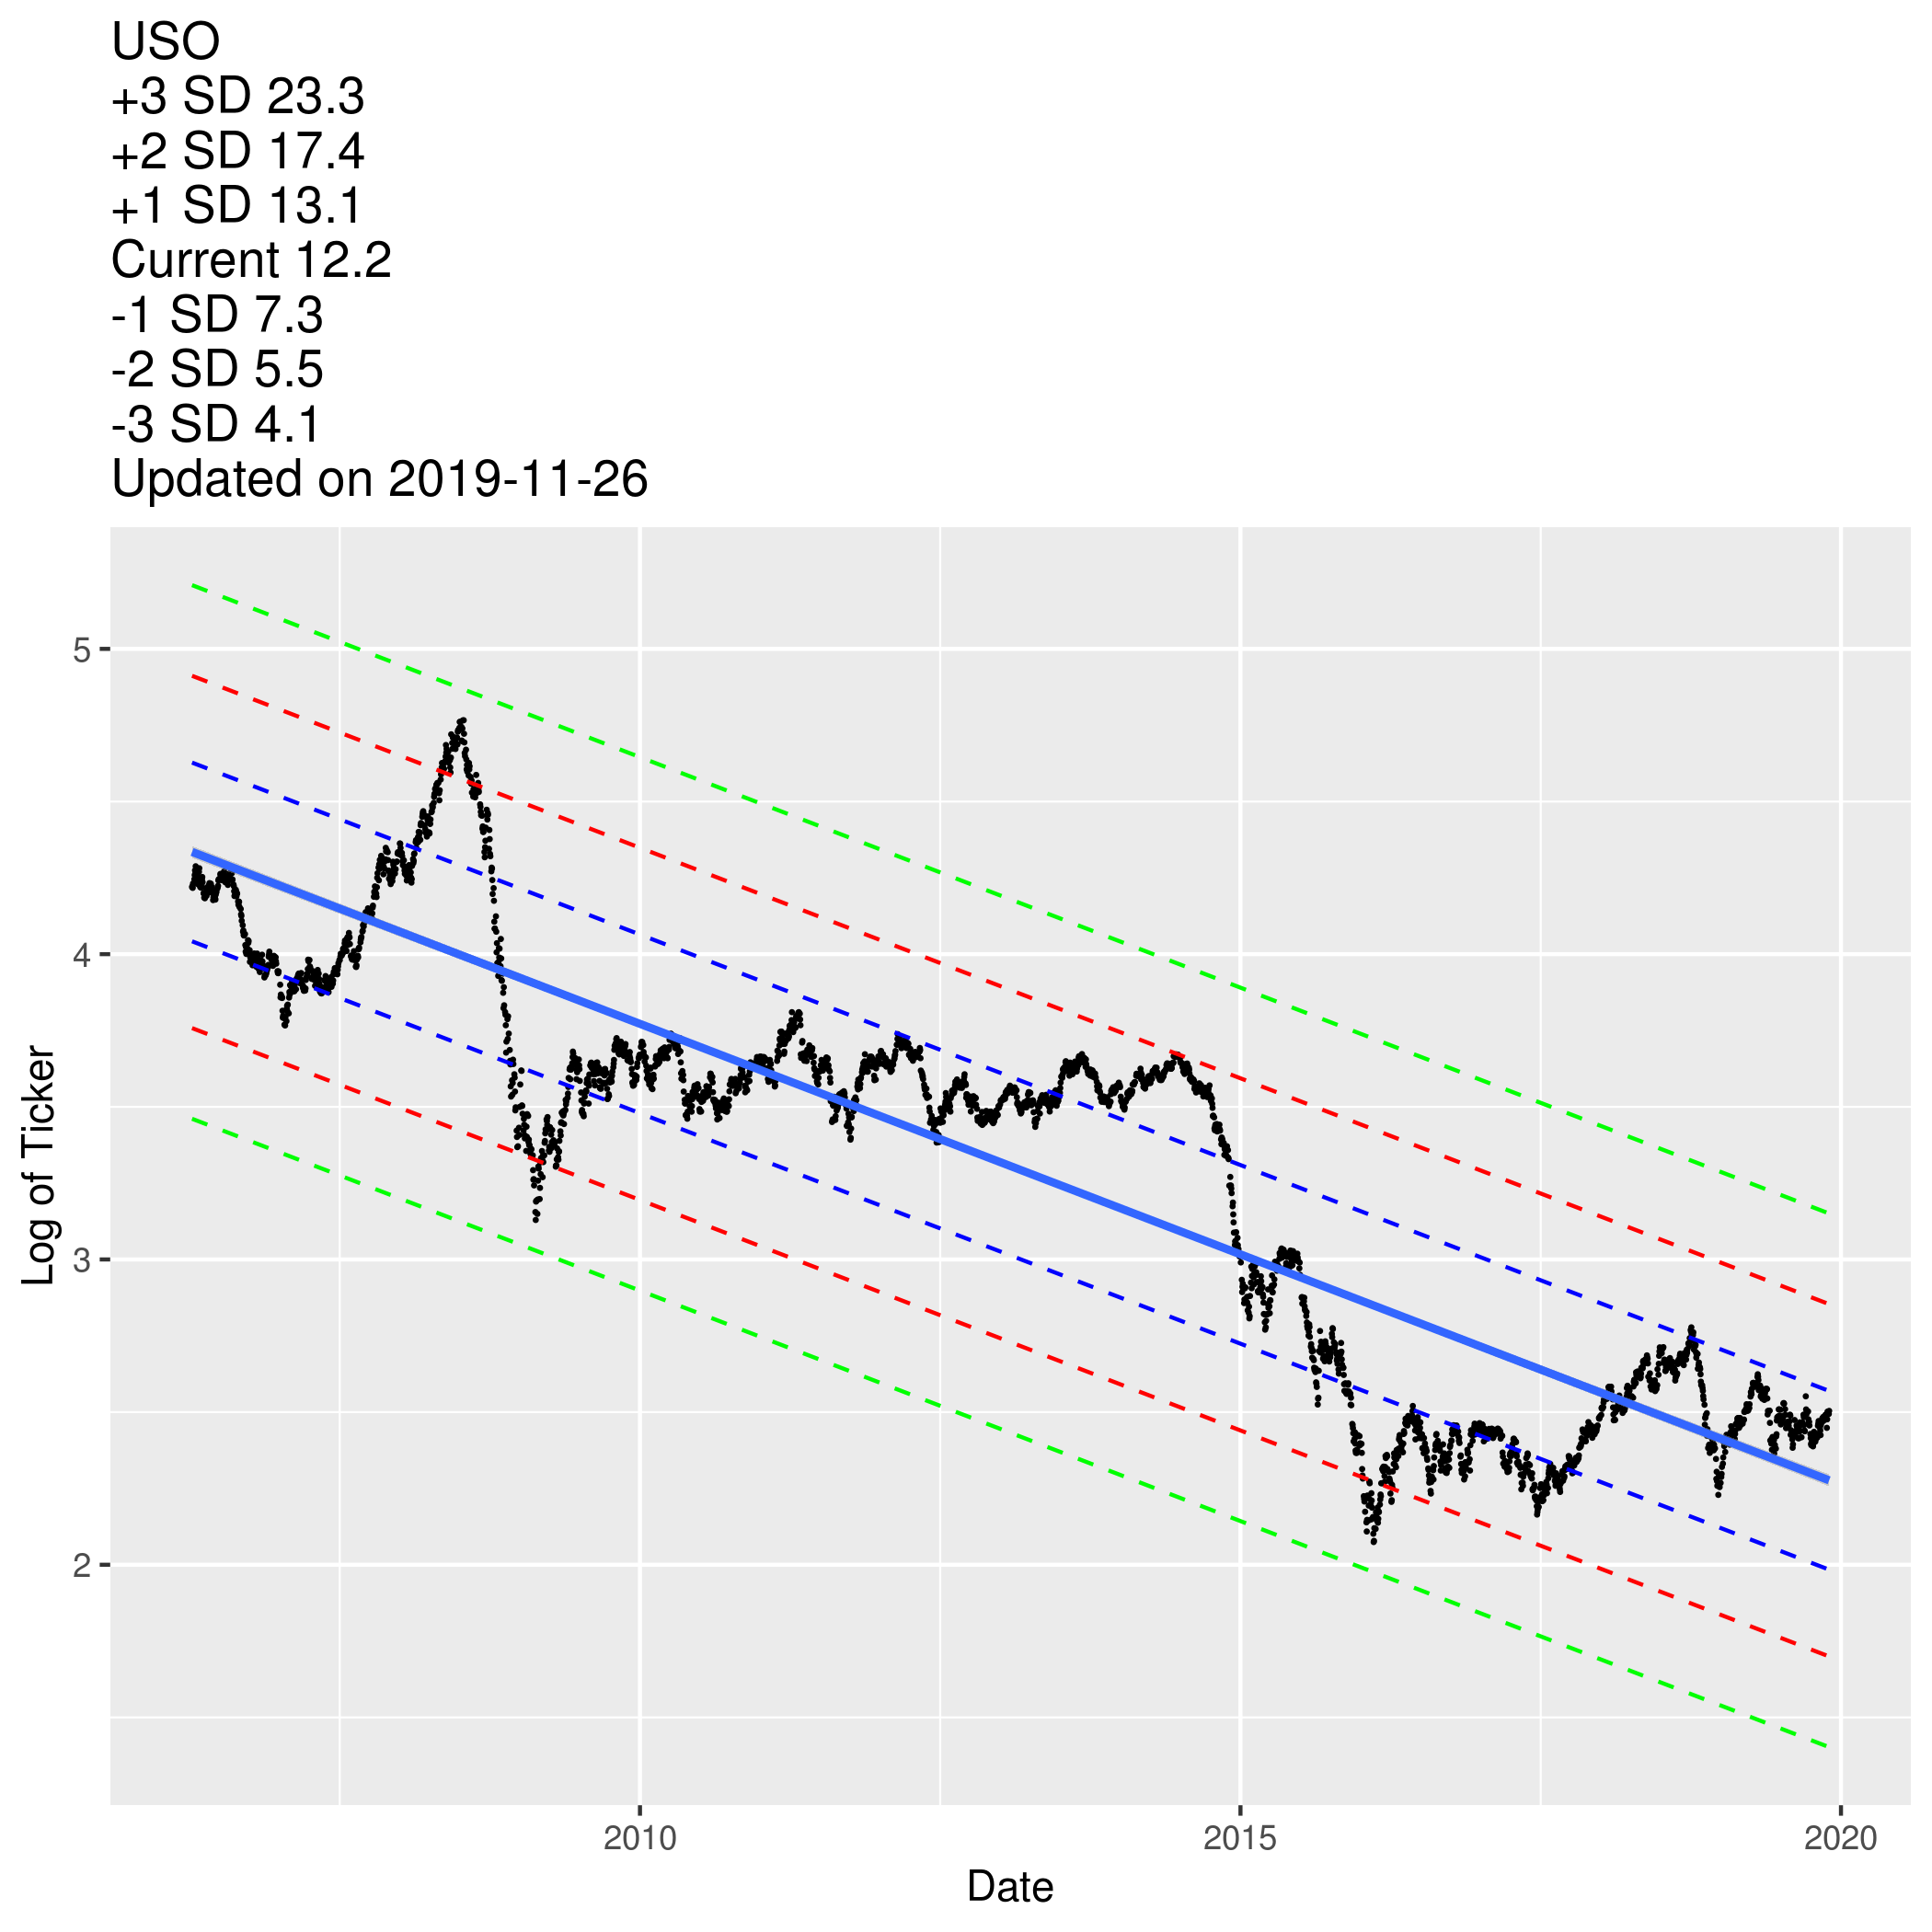 USO
+3 SD 23.3
+2 SD 17.4
+1 SD 13.1
Current 12.2
-1 SD 7.3
-2 SD 5.5
-3 SD 4.1
Updated on 2019-11-26
5
4
3
2
Log of Ticker
2010
2015
2020
Date